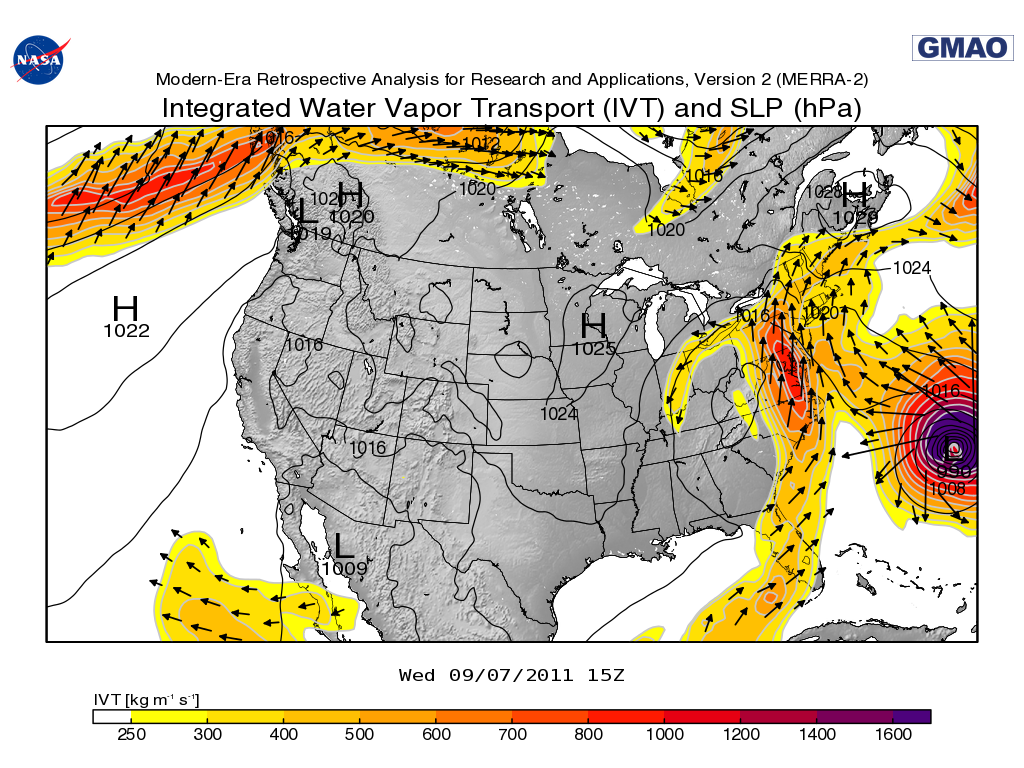 NASA
GMAO
Modern-Era Retrospective Analysis for Research and Applications, Version 2 (MERRA-2)
Integrated Water Vapor Transport (IVT) and SLP (hPa)
1016
1012
1020
1016
1020
H
1020
L
1019
1020
H
1028
1029
1024
H
1022
1016
H
1025
1016
1020
1016
1024
1016
L
1008
L
1009
Wed 09/07/2011 15Z
IVT [kg m⁻¹ s⁻¹]
250 300 400 500 600 700 800 1000 1200 1400 1600